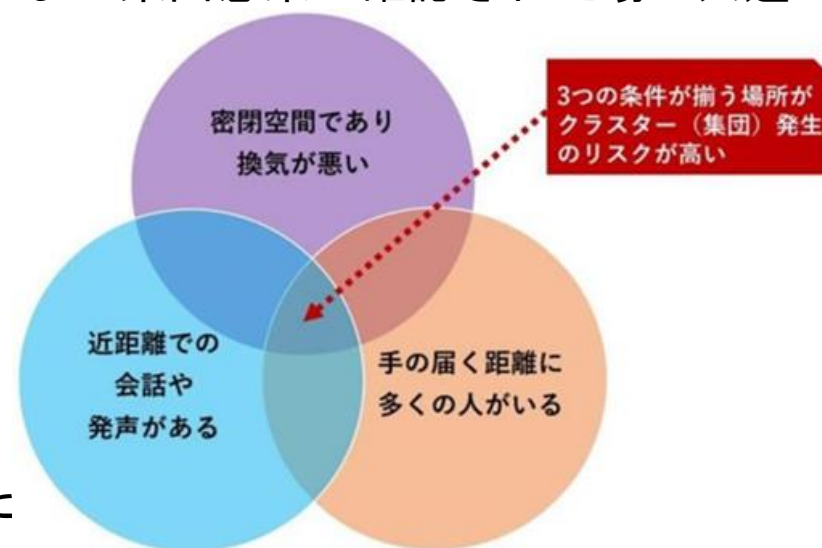 密閉空間であり
換気が悪い
3つの条件が揃う場所が
クラスター（集団）発生
のリスクが高い
近距離での
会話や
発声がある
手の届く距離に
多くの人がいる